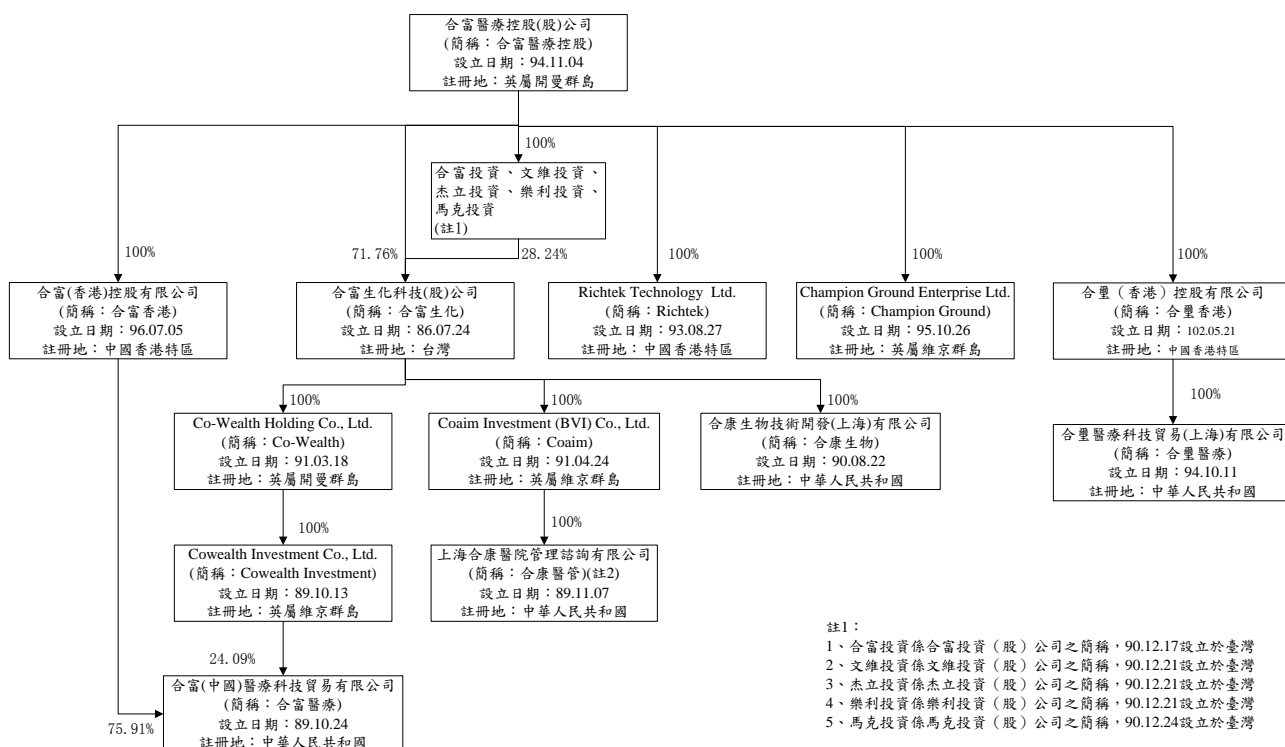 合富醫療控股(股)公司
(簡稱：合富醫療控股)
設立日期：94.11.04
註冊地：英屬開曼群島
100%
合富投資、文維投資、
杰立投資、樂利投資、
馬克投資
(註1)
100%
71.76%
28.24%
100%
100%
100%
合富(香港)控股有限公司
(簡稱：合富香港)
設立日期：96.07.05
註冊地：中國香港特區
合富生化科技(股)公司
(簡稱：合富生化)
設立日期：86.07.24
註冊地：台灣
Richtek Technology Ltd.
(簡稱：Richtek)
設立日期：93.08.27
註冊地：中國香港特區
Champion Ground Enterprise Ltd.
(簡稱：Champion Ground)
設立日期：95.10.26
註冊地：英屬維京群島
合璽（香港）控股有限公司
(簡稱：合璽香港)
設立日期：102.05.21
註冊地：中國香港特區
100%
100%
100%
100%
Co-Wealth Holding Co., Ltd.
(簡稱：Co-Wealth)
設立日期：91.03.18
註冊地：英屬開曼群島
Coaim Investment (BVI) Co., Ltd.
(簡稱：Coaim)
設立日期：91.04.24
註冊地：英屬維京群島
合康生物技術開發(上海)有限公司
(簡稱：合康生物)
設立日期：90.08.22
註冊地：中華人民共和國
合璽醫療科技貿易(上海)有限公司
(簡稱：合璽醫療)
設立日期：94.10.11
註冊地：中華人民共和國
100%
100%
Cowealth Investment Co., Ltd.
(簡稱：Cowealth Investment)
設立日期：89.10.13
註冊地：英屬維京群島
上海合康醫院管理諮詢有限公司
(簡稱：合康醫管)(註2)
設立日期：89.11.07
註冊地：中華人民共和國
24.09%
75.91%
合富(中國)醫療科技貿易有限公司
(簡稱：合富醫療)
設立日期：89.10.24
註冊地：中華人民共和國
註1：
1、合富投資係合富投資（股）公司之簡稱，90.12.17設立於臺灣
2、文維投資係文維投資（股）公司之簡稱，90.12.21設立於臺灣
3、杰立投資係杰立投資（股）公司之簡稱，90.12.21設立於臺灣
4、樂利投資係樂利投資（股）公司之簡稱，90.12.21設立於臺灣
5、馬克投資係馬克投資（股）公司之簡稱，90.12.24設立於臺灣